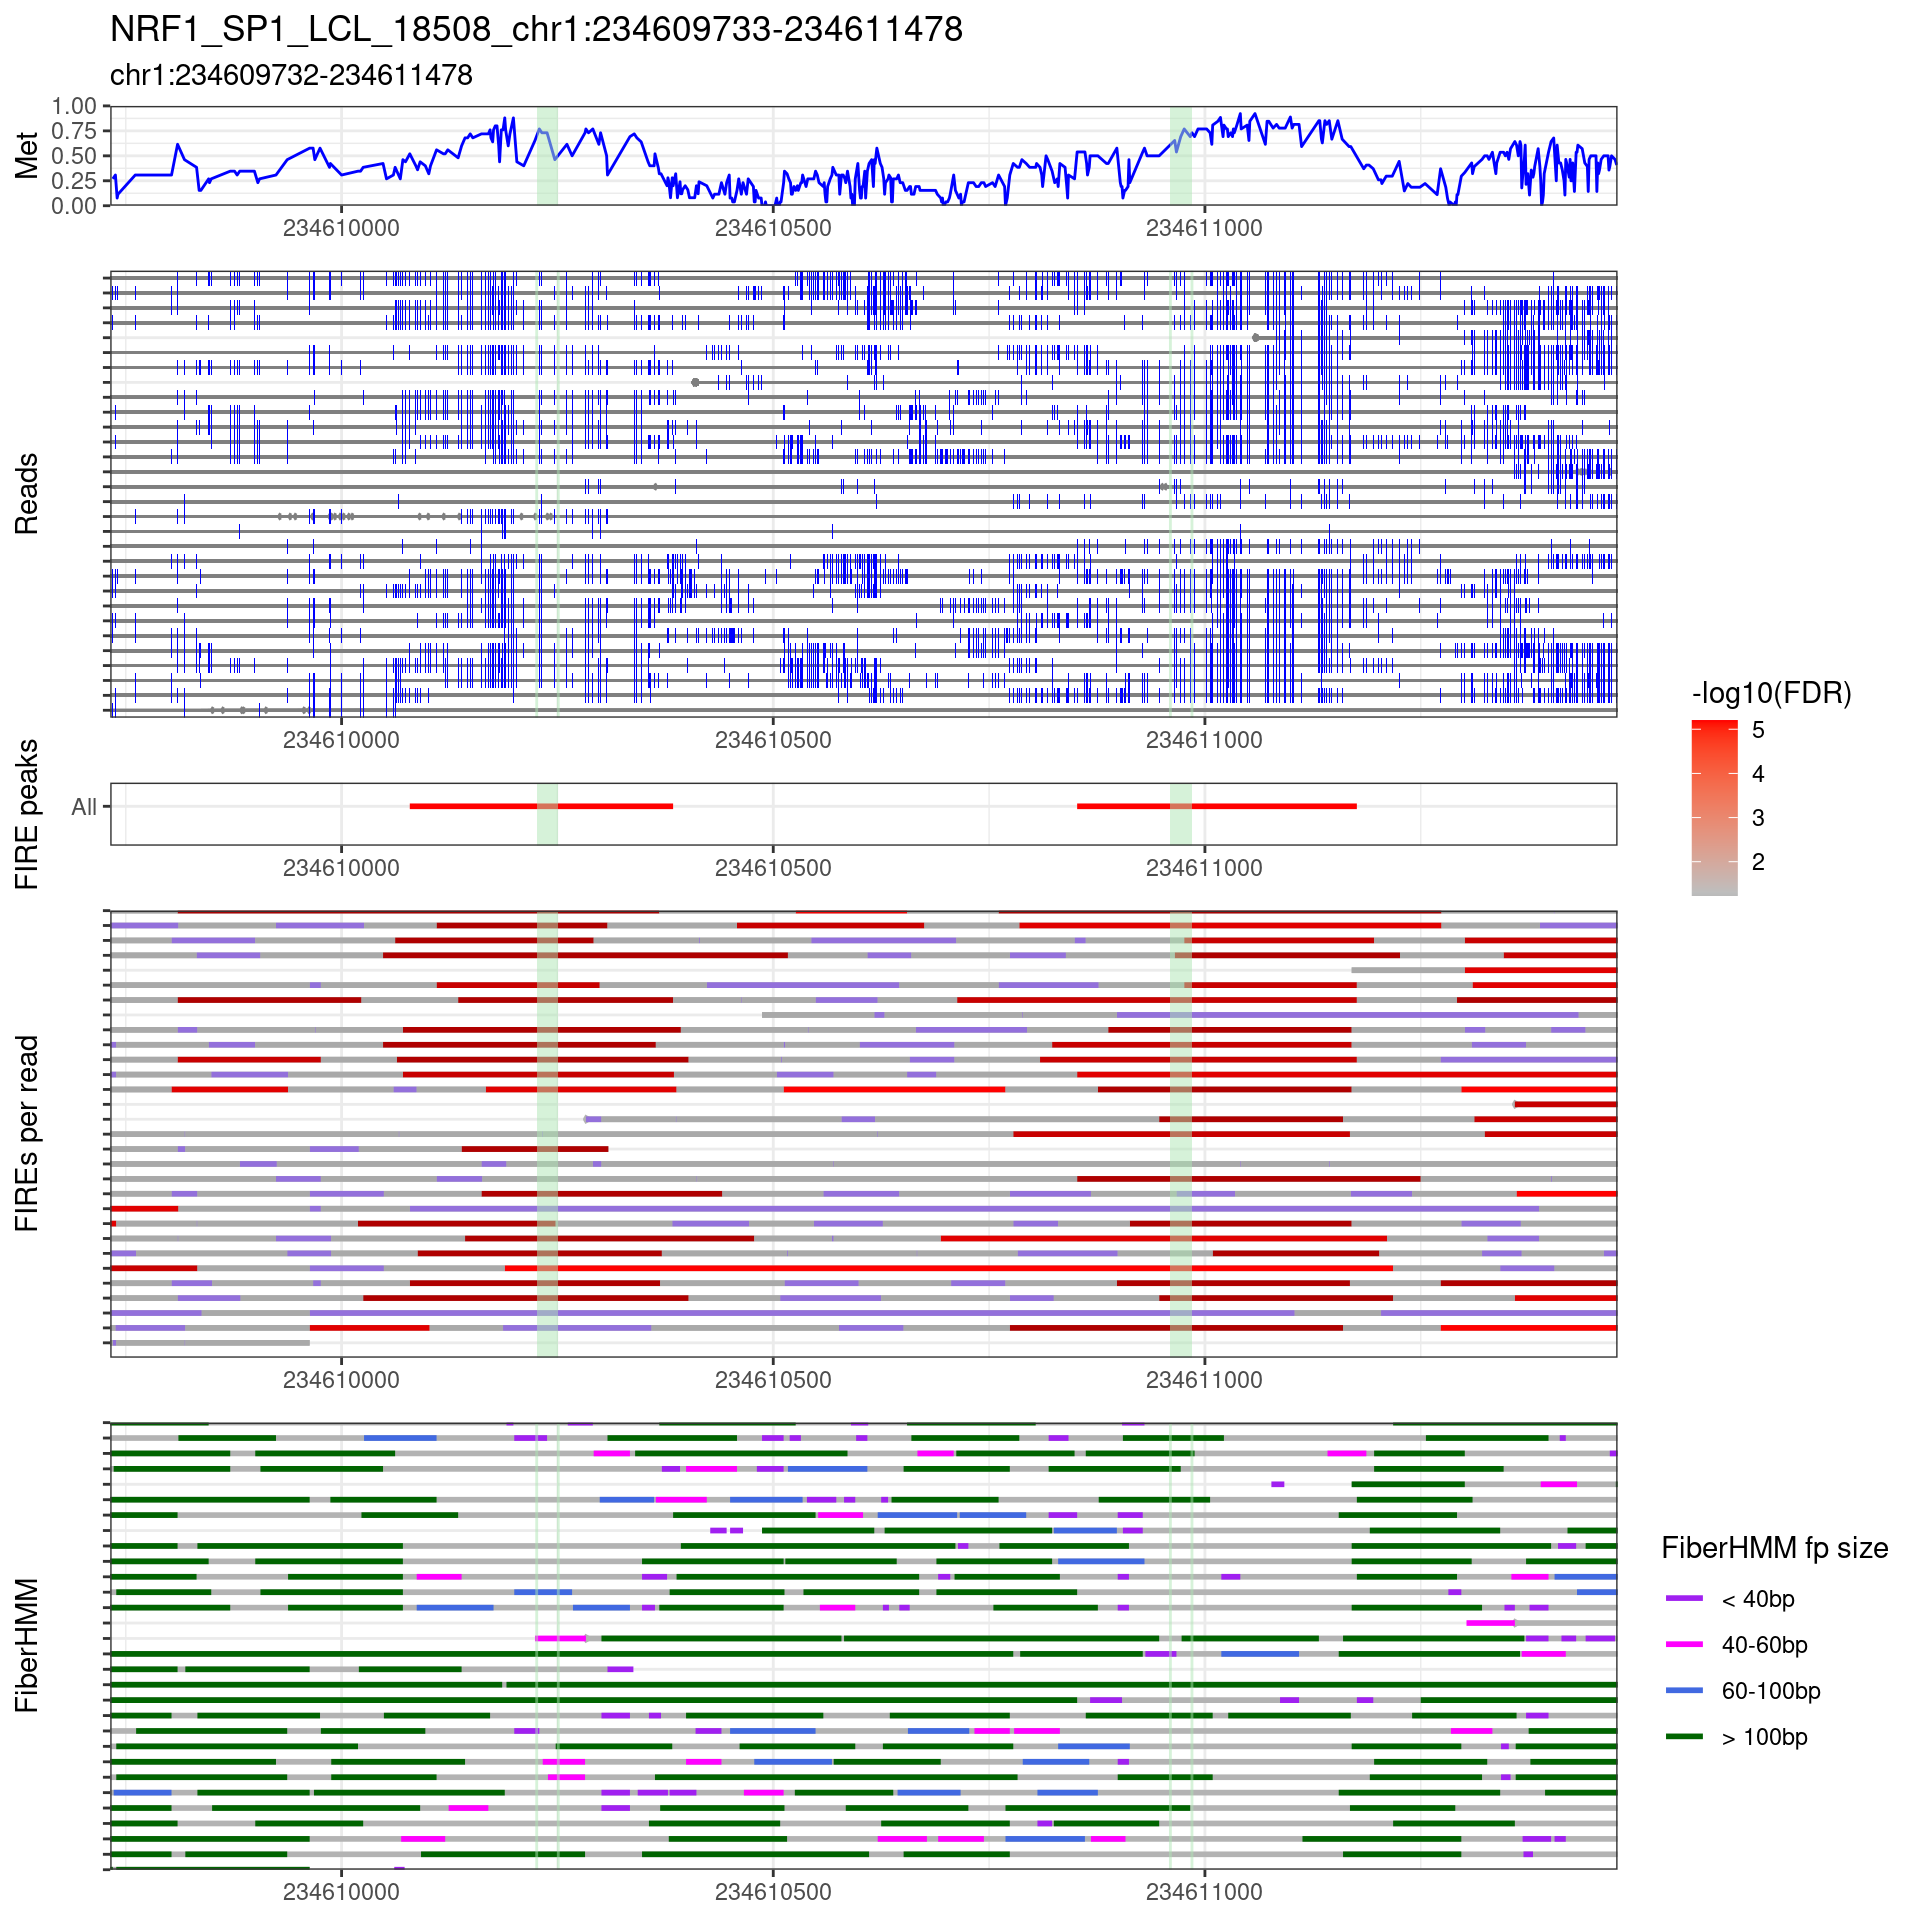 NRF1_SP1_LCL_18508_chr1:234609733-234611478
chr1:234609732-234611478
Met
1.00
0.75
0.50
0.25
0.00
234610000
234610500
234611000
Reads
234610000
234610500
234611000
FIRE peaks
All
234610000
234610500
234611000
-log10(FDR)
5
4
3
2
FIREs per read
234610000
234610500
234611000
FiberHMM
234610000
234610500
234611000
FiberHMM fp size
< 40bp
40-60bp
60-100bp
> 100bp